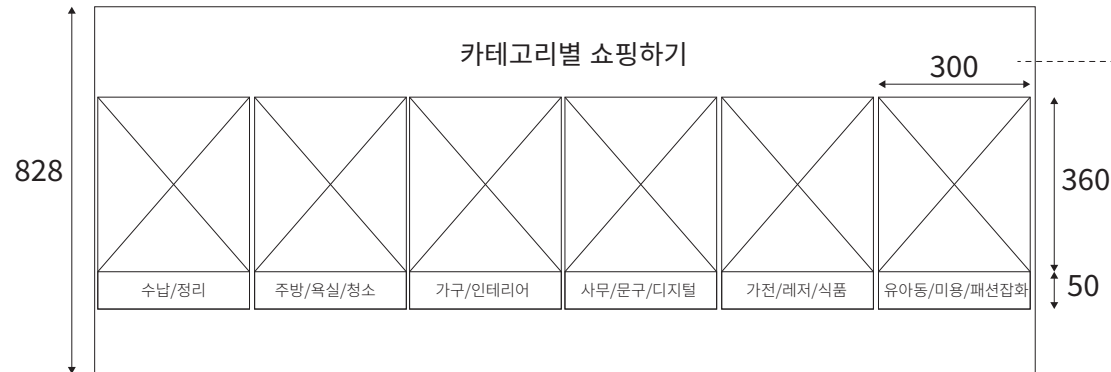 카테고리별 쇼핑하기
300
828
360
수납/정리
주방/욕실/청소
가구/인테리어
사무/문구/디지털
가전/레저/식품
유아동/미용/패션잡화
50